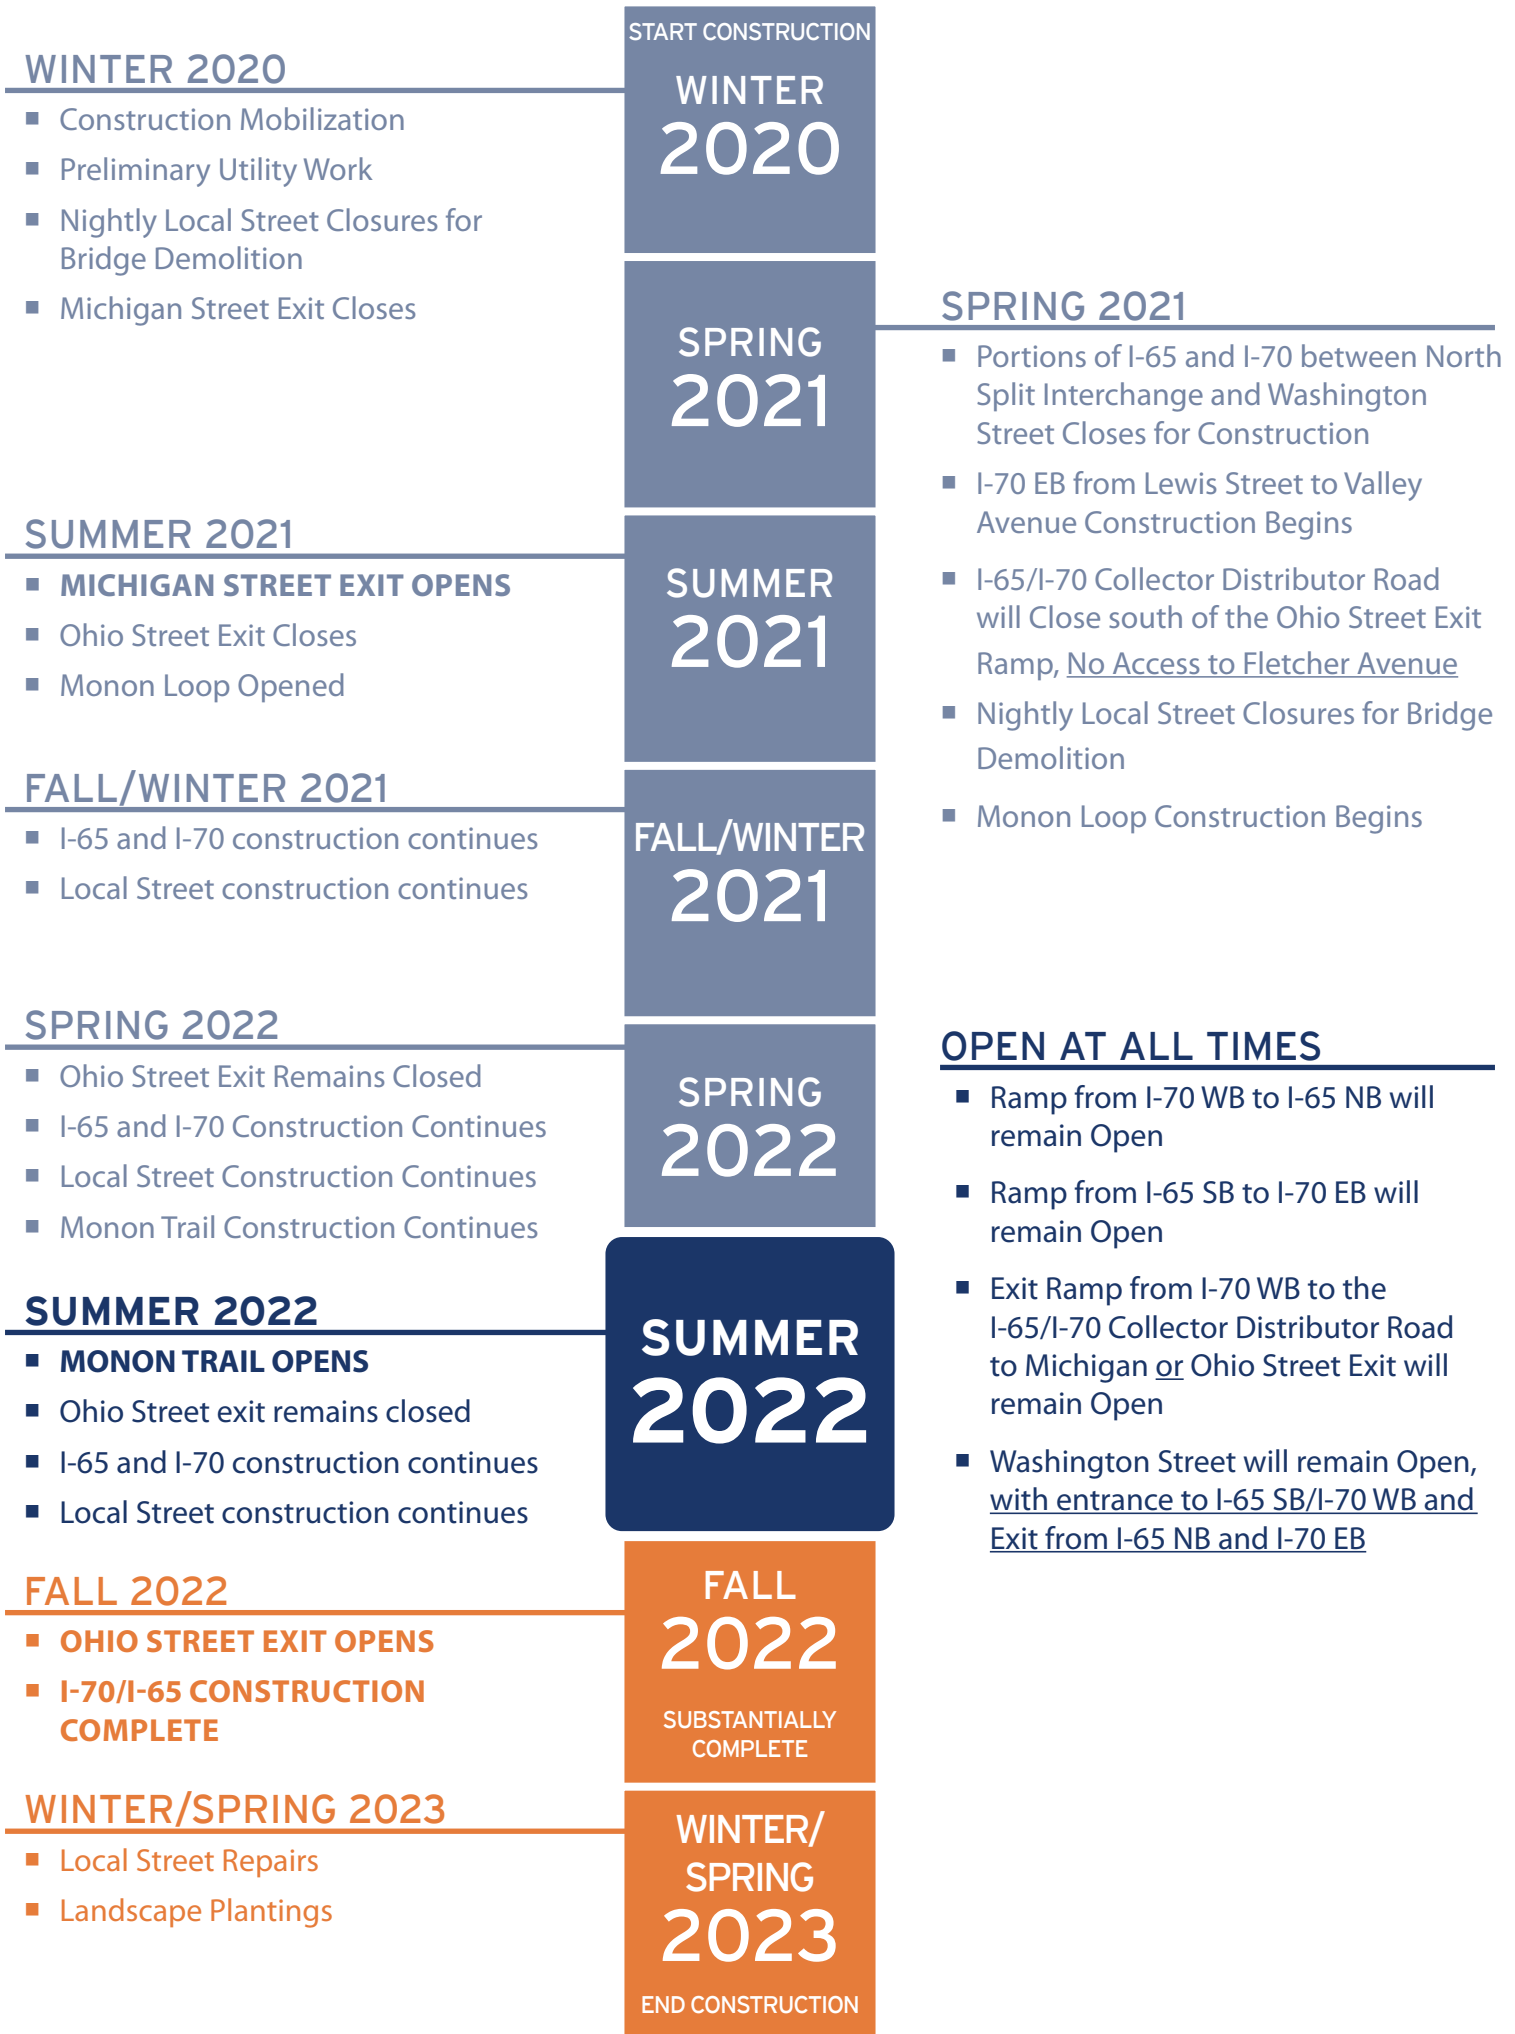 START CONSTRUCTION
WINTER
2020
WINTER 2020
■ Construction Mobilization
■ Preliminary Utility Work
■ Nightly Local Street Closures for
Bridge Demolition
■ Michigan Street Exit Closes
SPRING
2021
SPRING 2021
■ Portions of I-65 and I-70 between North
Split Interchange and Washington
Street Closes for Construction
■ I-70 EB from Lewis Street to Valley
Avenue Construction Begins
■ I-65/I-70 Collector Distributor Road
will Close south of the Ohio Street Exit
Ramp, No Access to Fletcher Avenue
■ Nightly Local Street Closures for Bridge
Demolition
■ Monon Loop Construction Begins
SUMMER 2021
■ MICHIGAN STREET EXIT OPENS
■ Ohio Street Exit Closes
■ Monon Loop Opened
SUMMER
2021
FALL/WINTER 2021
■ I-65 and I-70 construction continues
■ Local Street construction continues
FALL/WINTER
2021
SPRING 2022
■ Ohio Street Exit Remains Closed
■ I-65 and I-70 Construction Continues
■ Local Street Construction Continues
■ Monon Trail Construction Continues
SPRING
2022
OPEN AT ALL TIMES
■ Ramp from I-70 WB to I-65 NB will
remain Open
■ Ramp from I-65 SB to I-70 EB will
remain Open
■ Exit Ramp from I-70 WB to the
I-65/I-70 Collector Distributor Road
to Michigan or Ohio Street Exit will
remain Open
■ Washington Street will remain Open,
with entrance to I-65 SB/I-70 WB and
Exit from I-65 NB and I-70 EB
SUMMER 2022
■ MONON TRAIL OPENS
■ Ohio Street exit remains closed
■ I-65 and I-70 construction continues
■ Local Street construction continues
SUMMER
2022
FALL 2022
■ OHIO STREET EXIT OPENS
■ I-70/I-65 CONSTRUCTION
COMPLETE
FALL
2022
SUBSTANTIALLY
COMPLETE
WINTER/SPRING 2023
■ Local Street Repairs
■ Landscape Plantings
WINTER/
SPRING
2023
END CONSTRUCTION